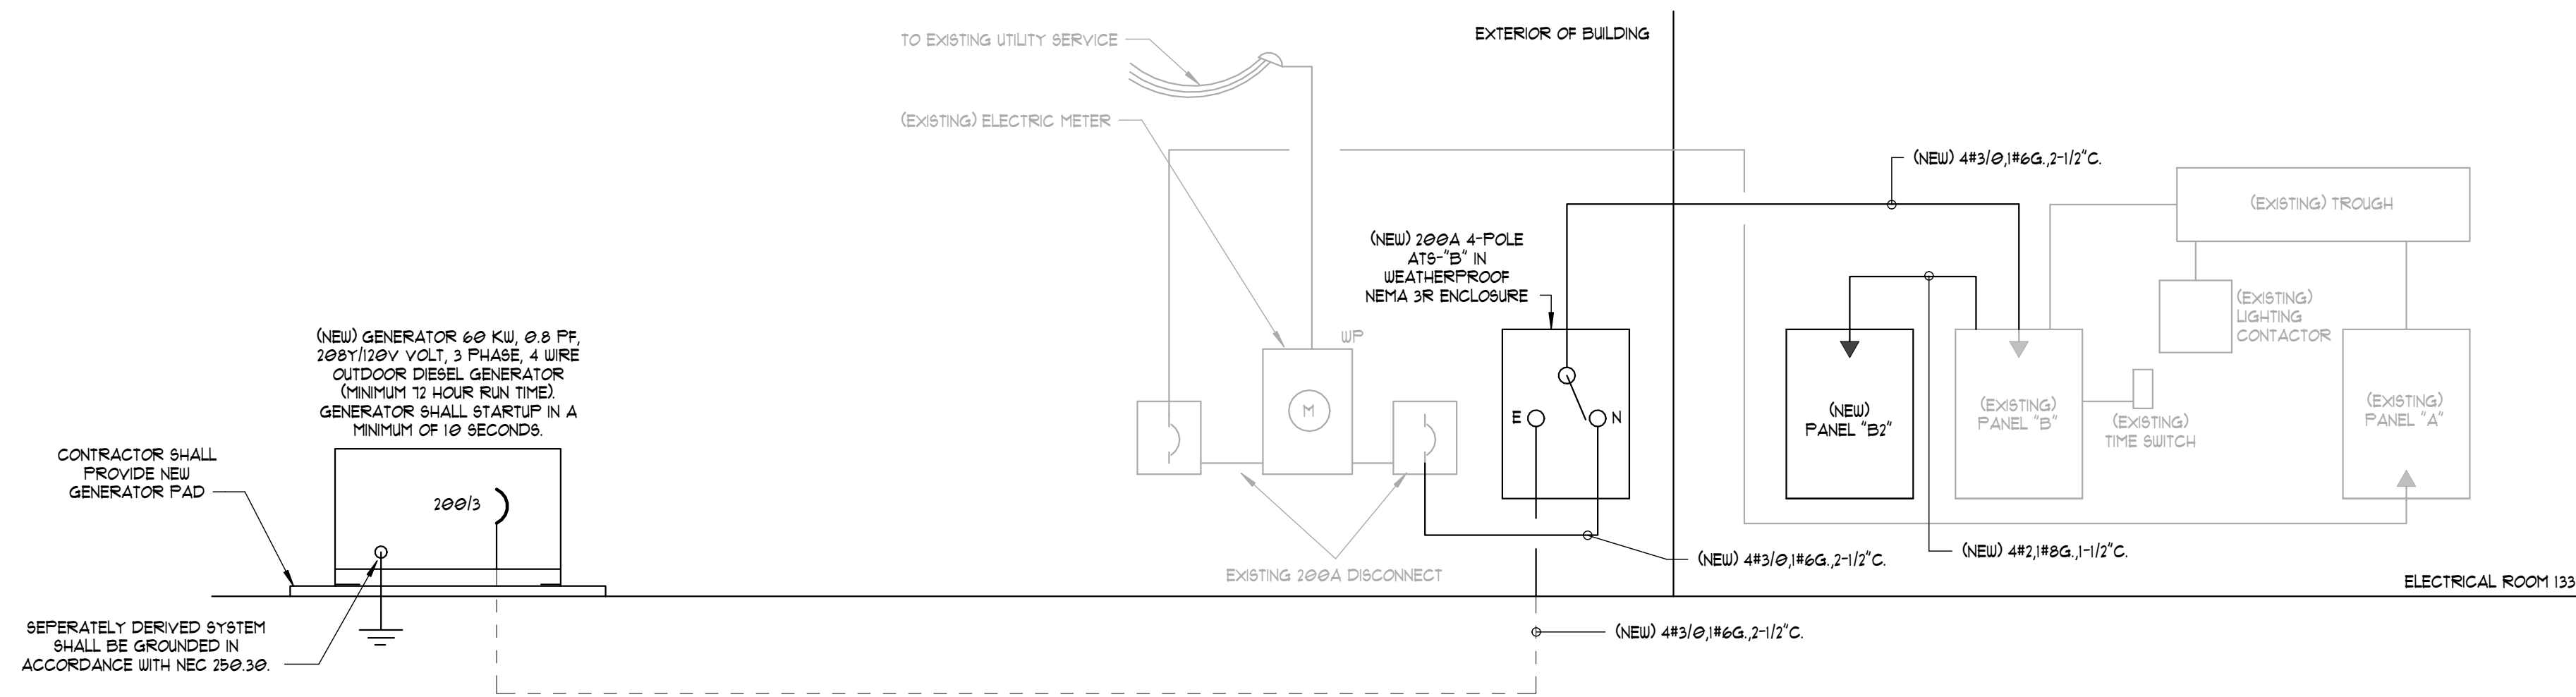 TO EXISTING UTILITY SERVICE
EXTERIOR OF BUILDING
(EXISTING) ELECTRIC METER
(NEW) 4#3/0,1#6G.,2-1/2"C.
(EXISTING) TROUGH
(NEW) 200A 4-POLE
ATS-"B" IN
WEATHERPROOF
NEMA 3R ENCLOSURE
(EXISTING)
LIGHTING
CONTACTOR
(NEW) GENERATOR 60 KW, 0.8 PF,
208Y/120V VOLT, 3 PHASE, 4 WIRE
OUTDOOR DIESEL GENERATOR
(MINIMUM 72 HOUR RUN TIME).
GENERATOR SHALL STARTUP IN A
MINIMUM OF 10 SECONDS.
WP
M
E
N
(NEW)
PANEL "B2"
(EXISTING)
PANEL "B"
(EXISTING)
TIME SWITCH
(EXISTING)
PANEL "A"
CONTRACTOR SHALL
PROVIDE NEW
GENERATOR PAD
200/3
(NEW) 4#3/0,1#6G.,2-1/2"C.
(NEW) 4#2,1#8G.,1-1/2"C.
EXISTING 200A DISCONNECT
ELECTRICAL ROOM 133
SEPERATELY DERIVED SYSTEM
SHALL BE GROUNDED IN
ACCORDANCE WITH NEC 250.30.
(NEW) 4#3/0,1#6G.,2-1/2"C.